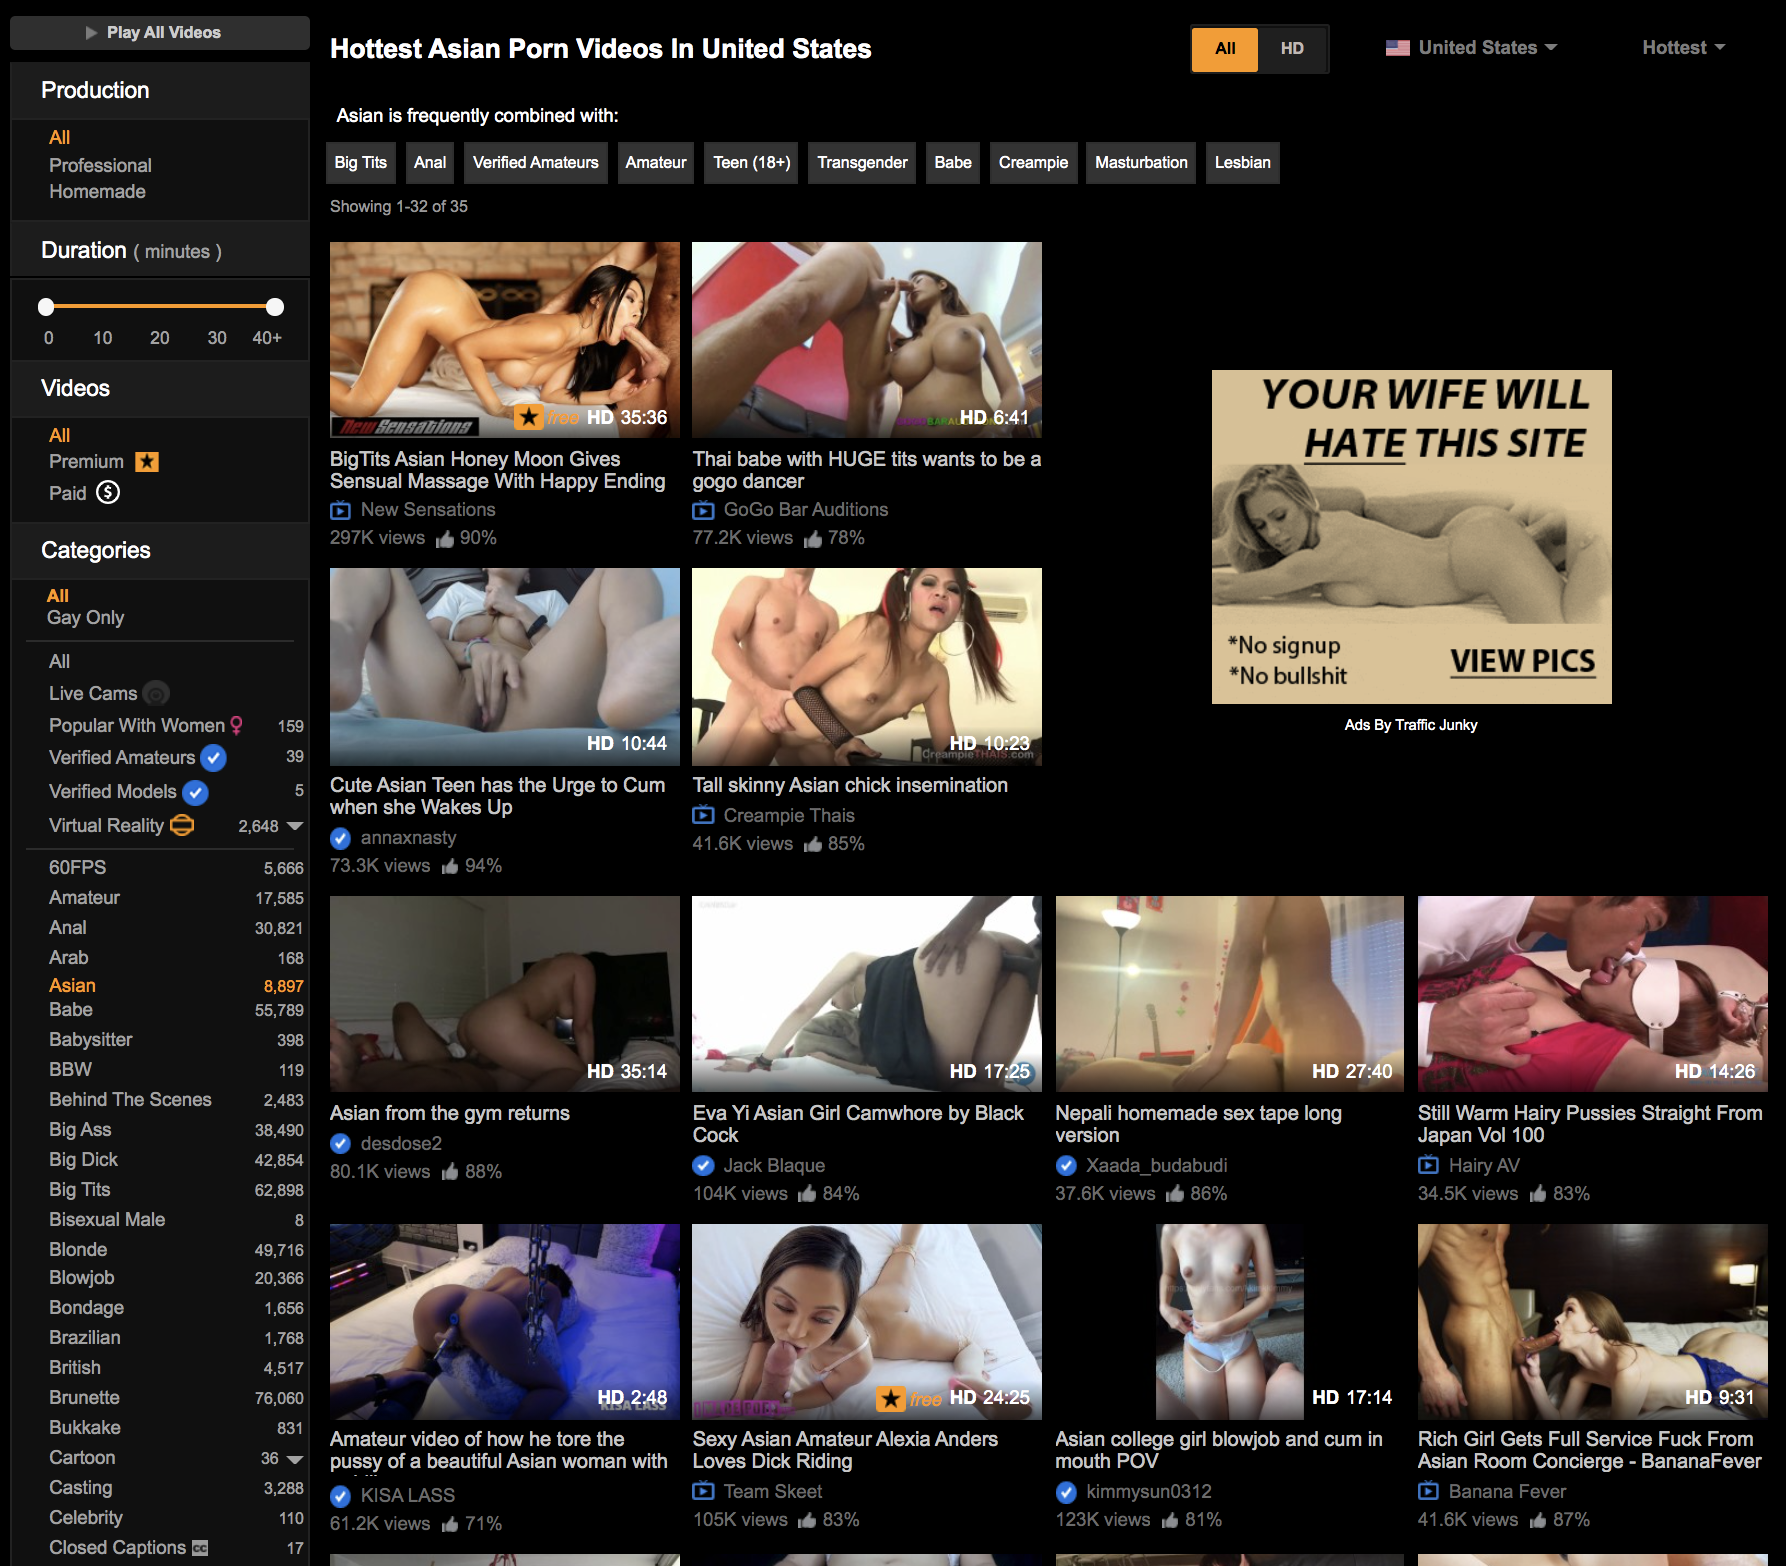 Play All Videos
Production
All
Professional
Homemade
Duration ( minutes )
0 10 20 30 40+
Videos
All
Premium
Paid
Categories
All
Gay Only
All
Live Cams
Popular With Women 159
Verified Amateurs 39
Verified Models 5
Virtual Reality 2,648
60FPS 5,666
Amateur 17,585
Anal 30,821
Arab 168
Asian 8,897
Babe 55,789
Babysitter 398
BBW 119
Behind The Scenes 2,483
Big Ass 38,490
Big Dick 42,854
Big Tits 62,898
Bisexual Male 8
Blonde 49,716
Blowjob 20,366
Bondage 1,656
Brazilian 1,768
British 4,517
Brunette 76,060
Bukkake 831
Cartoon 36
Casting 3,288
Celebrity 110
Closed Captions CC 17
Hottest Asian Porn Videos In United States
All HD
United States
Hottest
Asian is frequently combined with:
Big Tits Anal Verified Amateurs Amateur Teen (18+) Transgender Babe Creampie Masturbation Lesbian
Showing 1-32 of 35
New Sensations
free HD 35:36
BigTits Asian Honey Moon Gives
Sensual Massage With Happy Ending
New Sensations
297K views 90%
HD 6:41
Thai babe with HUGE tits wants to be a
gogo dancer
GoGo Bar Auditions
77.2K views 78%
YOUR WIFE WILL
HATE THIS SITE
*No signup
*No bullshit
VIEW PICS
Ads By Traffic Junky
HD 10:44
Cute Asian Teen has the Urge to Cum
when she Wakes Up
annaxnasty
73.3K views 94%
HD 10:23
CreampieTHAIS.com
Tall skinny Asian chick insemination
Creampie Thais
41.6K views 85%
HD 35:14
Asian from the gym returns
desdose2
80.1K views 88%
HD 17:25
Eva Yi Asian Girl Camwhore by Black
Cock
Jack Blaque
104K views 84%
HD 27:40
Nepali homemade sex tape long
version
Xaada_budabudi
37.6K views 86%
HD 14:26
Still Warm Hairy Pussies Straight From
Japan Vol 100
Hairy AV
34.5K views 83%
HD 2:48
KISA LASS
Amateur video of how he tore the
pussy of a beautiful Asian woman with
KISA LASS
61.2K views 71%
free HD 24:25
Sexy Asian Amateur Alexia Anders
Loves Dick Riding
Team Skeet
105K views 83%
HD 17:14
Asian college girl blowjob and cum in
mouth POV
kimmysun0312
123K views 81%
HD 9:31
Rich Girl Gets Full Service Fuck From
Asian Room Concierge - BananaFever
Banana Fever
41.6K views 87%